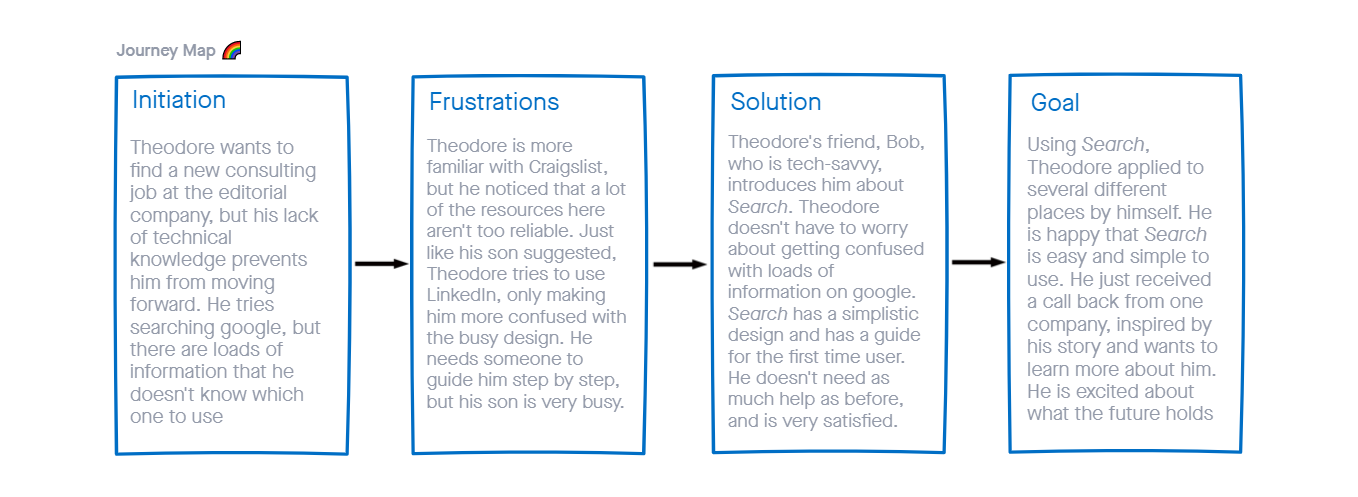 Journey Map 🌈
Initiation
Theodore wants to
find a new consulting
job at the editorial
company, but his lack
of technical
knowledge prevents
him from moving
forward. He tries
searching google, but
there are loads of
information that he
doesn't know which
one to use
Frustrations
Theodore is more
familiar with Craigslist,
but he noticed that a lot
of the resources here
aren't too reliable. Just
like his son suggested,
Theodore tries to use
LinkedIn, only making
him more confused with
the busy design. He
needs someone to
guide him step by step,
but his son is very busy.
Solution
Theodore's friend, Bob,
who is tech-savvy,
introduces him about
Search. Theodore
doesn't have to worry
about getting confused
with loads of
information on google.
Search has a simplistic
design and has a guide
for the first time user.
He doesn't need as
much help as before,
and is very satisfied.
Goal
Using Search,
Theodore applied to
several different
places by himself. He
is happy that Search
is easy and simple to
use. He just received
a call back from one
company, inspired by
his story and wants to
learn more about him.
He is excited about
what the future holds